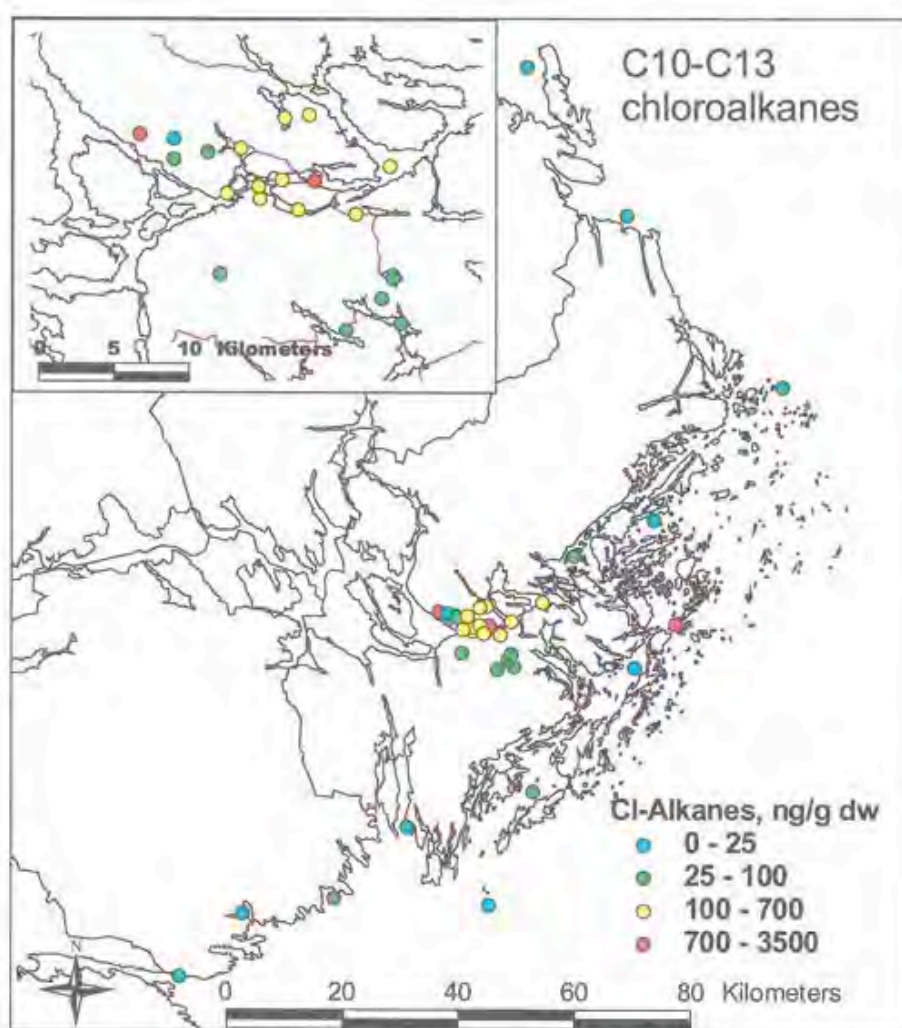 C10-C13
chloroalkanes
0 5 10 Kilometers
Cl-Alkanes, ng/g dw
0 - 25
25 - 100
100 - 700
700 - 3500
N
0 20 40 60 80 Kilometers